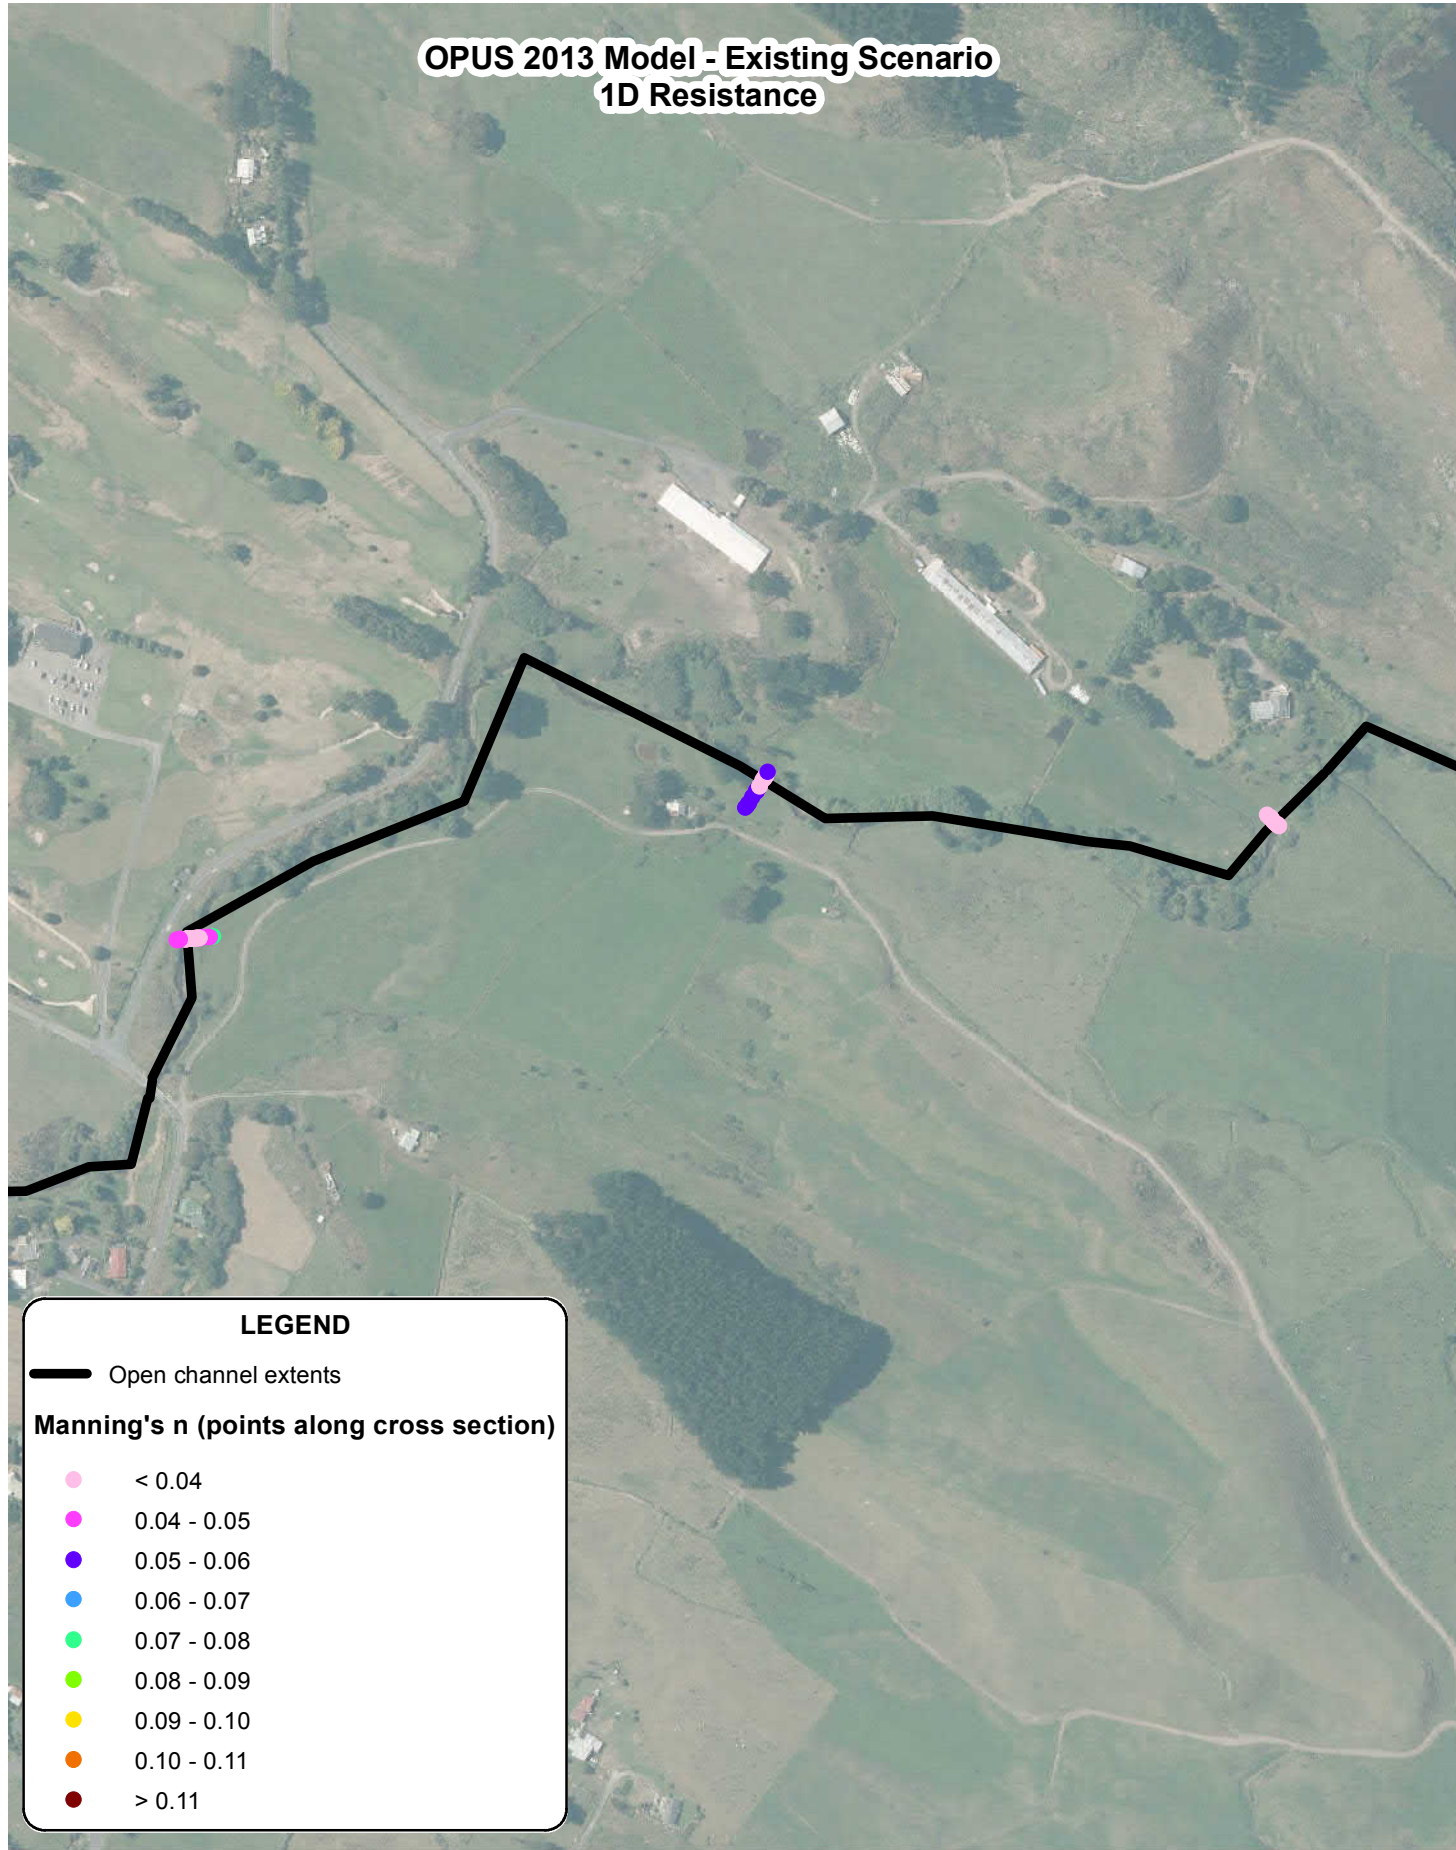 OPUS 2013 Model - Existing Scenario
1D Resistance
LEGEND
Open channel extents
Manning's n (points along cross section)
< 0.04
0.04 - 0.05
0.05 - 0.06
0.06 - 0.07
0.07 - 0.08
0.08 - 0.09
0.09 - 0.10
0.10 - 0.11
> 0.11